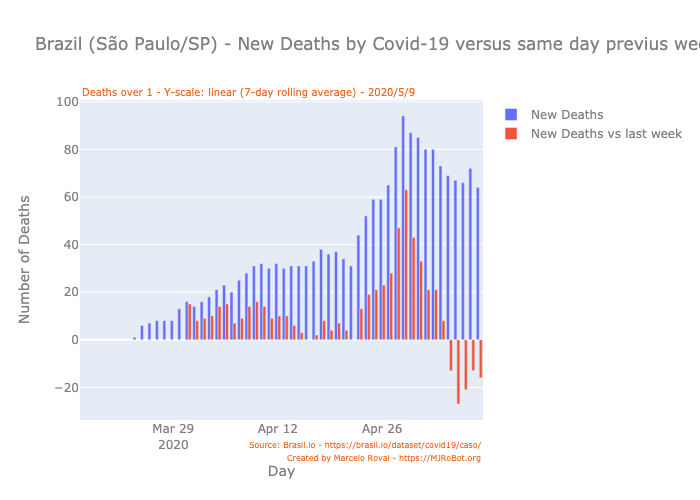 Brazil (São Paulo/SP) - New Deaths by Covid-19 versus same day previus we
Deaths over 1 - Y-scale: linear (7-day rolling average) - 2020/5/9
New Deaths
New Deaths vs last week
Number of Deaths
100
80
60
40
20
0
−20
Mar 29
2020
Apr 12
Apr 26
Day
Source: Brasil.io - https://brasil.io/dataset/covid19/caso/
Created by Marcelo Rovai - https://MJRoBot.org